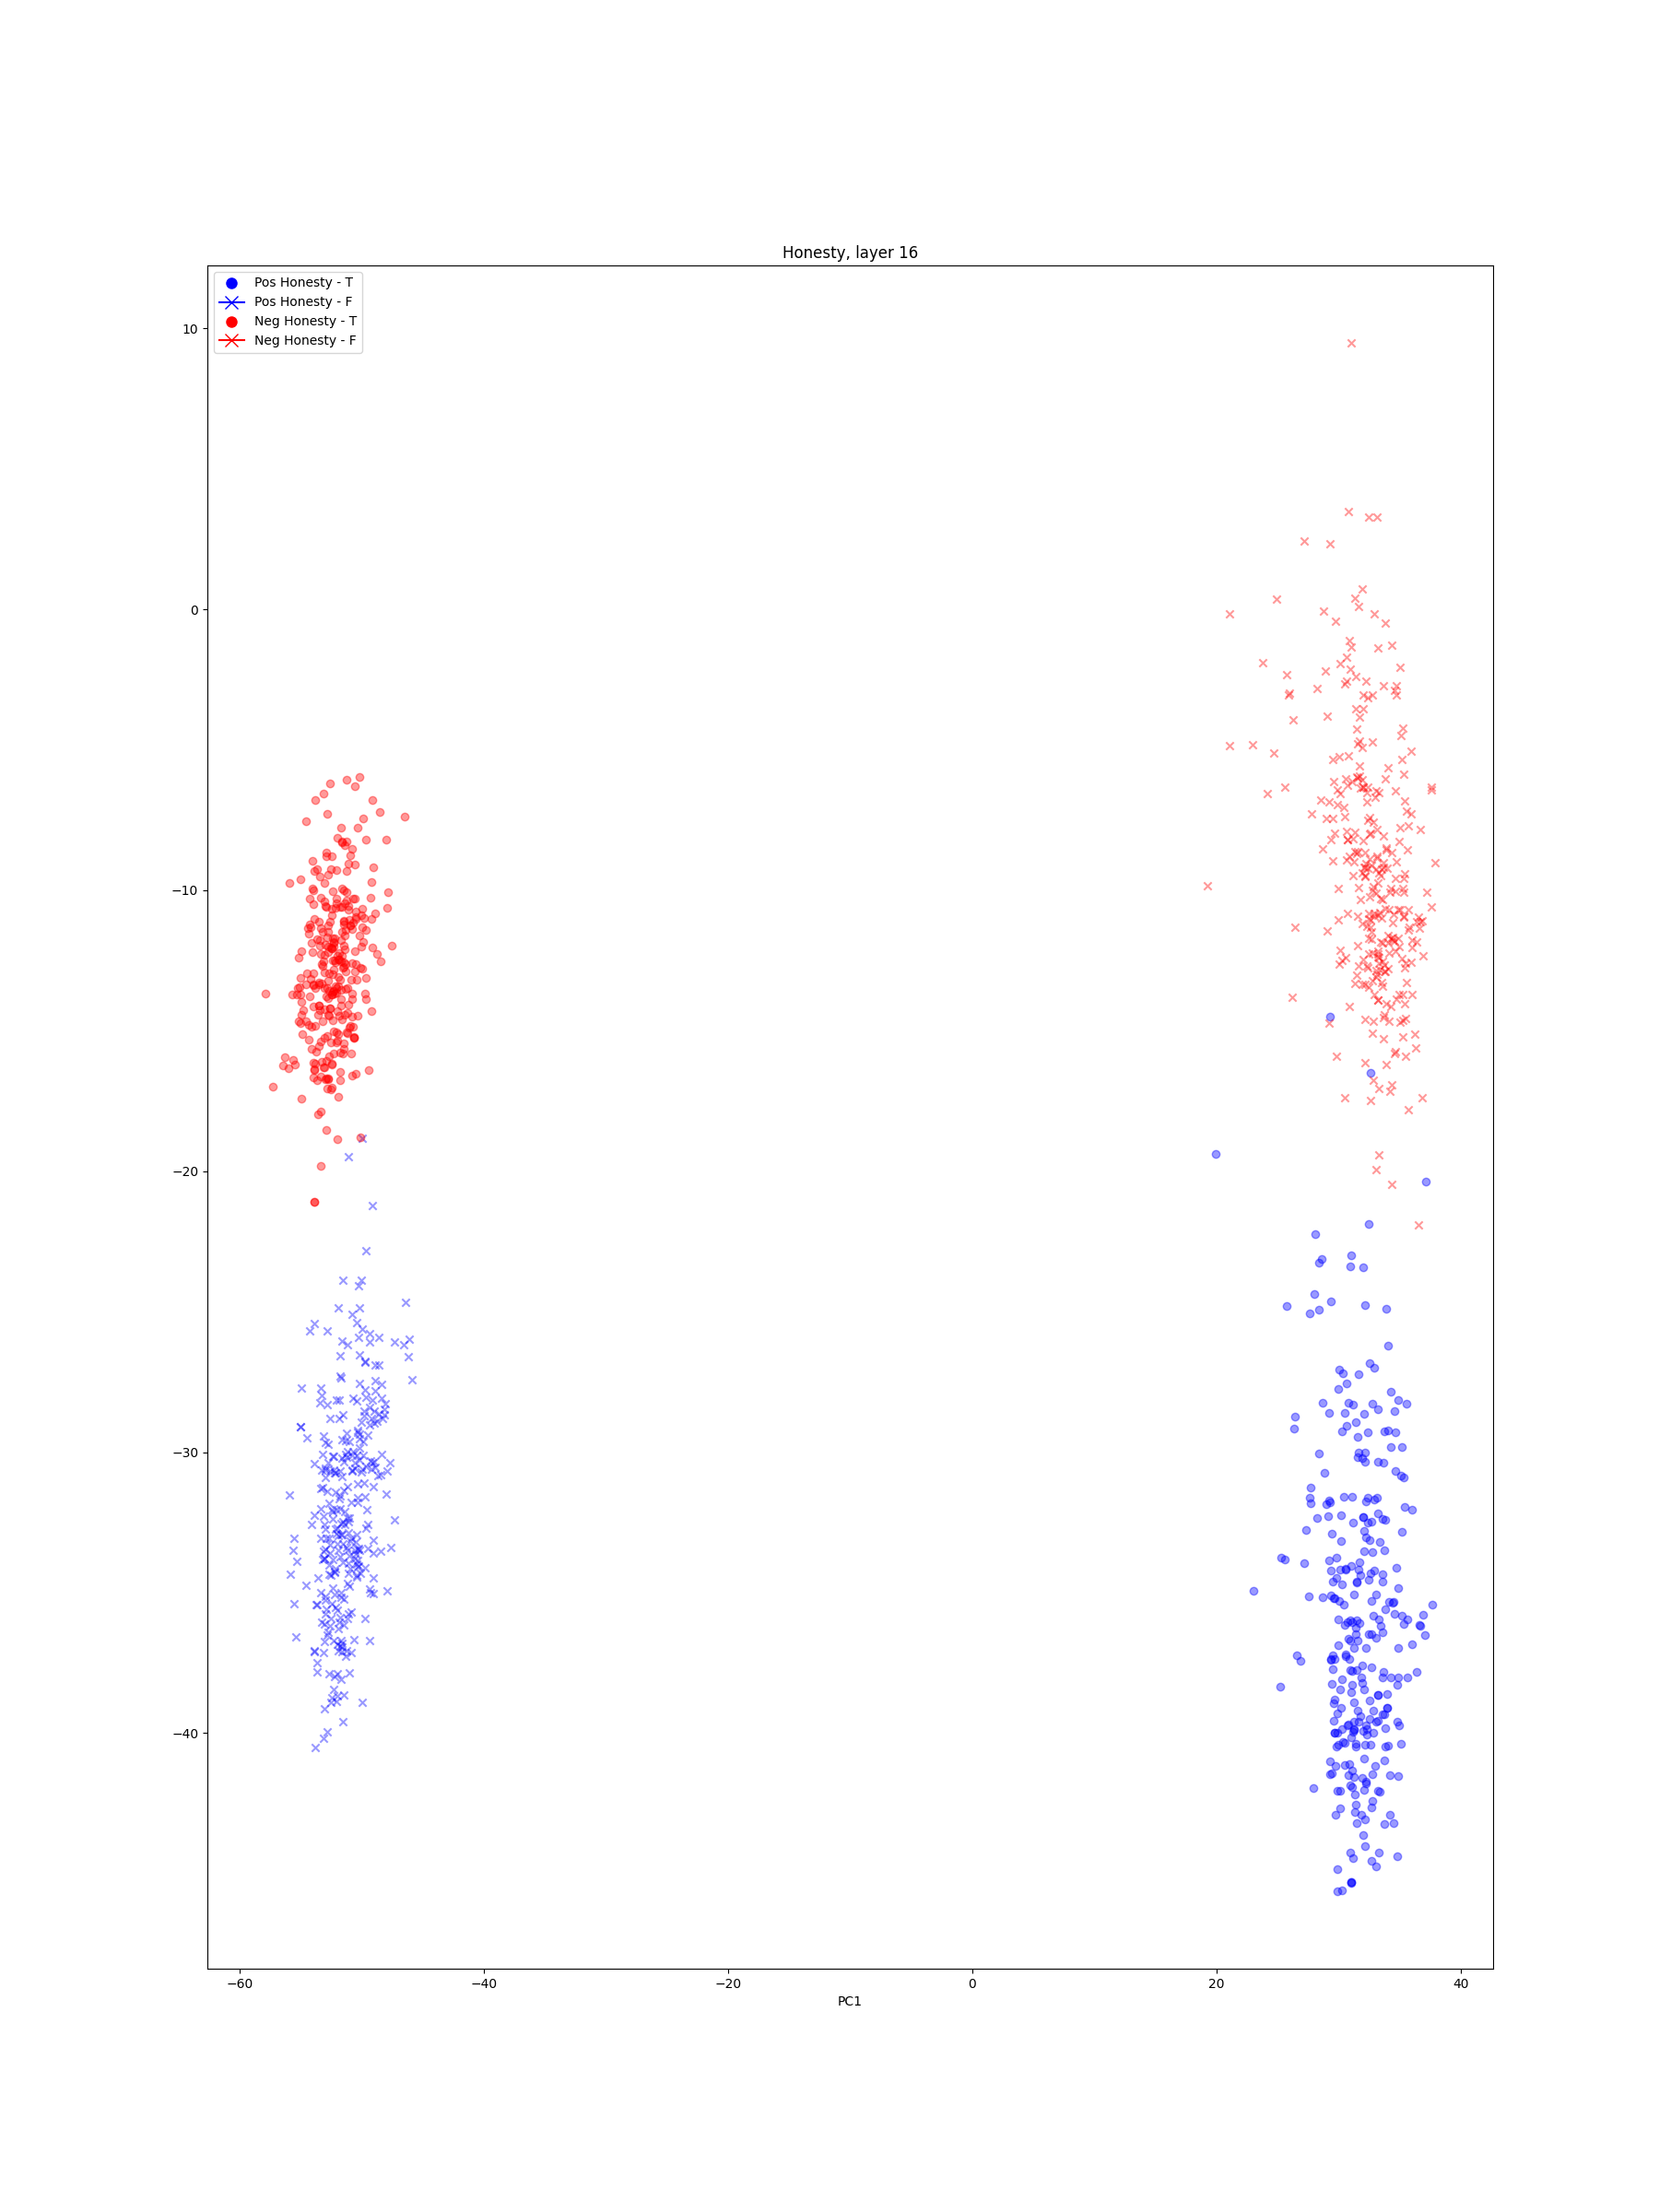 Honesty, layer 16
Pos Honesty - T
Pos Honesty - F
Neg Honesty - T
Neg Honesty - F
10
0
−10
−20
−30
−40
−60
−40
−20
0
20
40
PC1